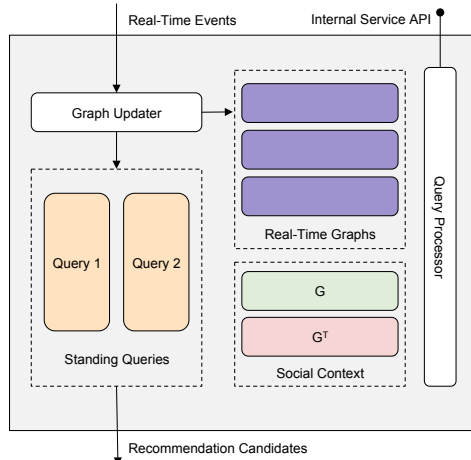 Real-Time Events
Internal Service API
Graph Updater
Query 1
Query 2
Standing Queries
Real-Time Graphs
G
Gᵀ
Social Context
Query Processor
Recommendation Candidates